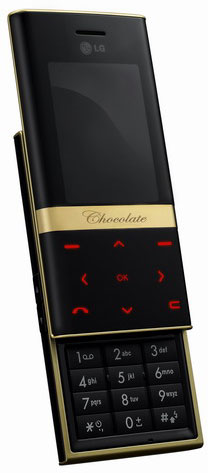 LG
Chocolate
OK
1 2abc 3def
4ghi 5jkl 6mno
7pqrs 8tuv 9wxyz
* 0 #